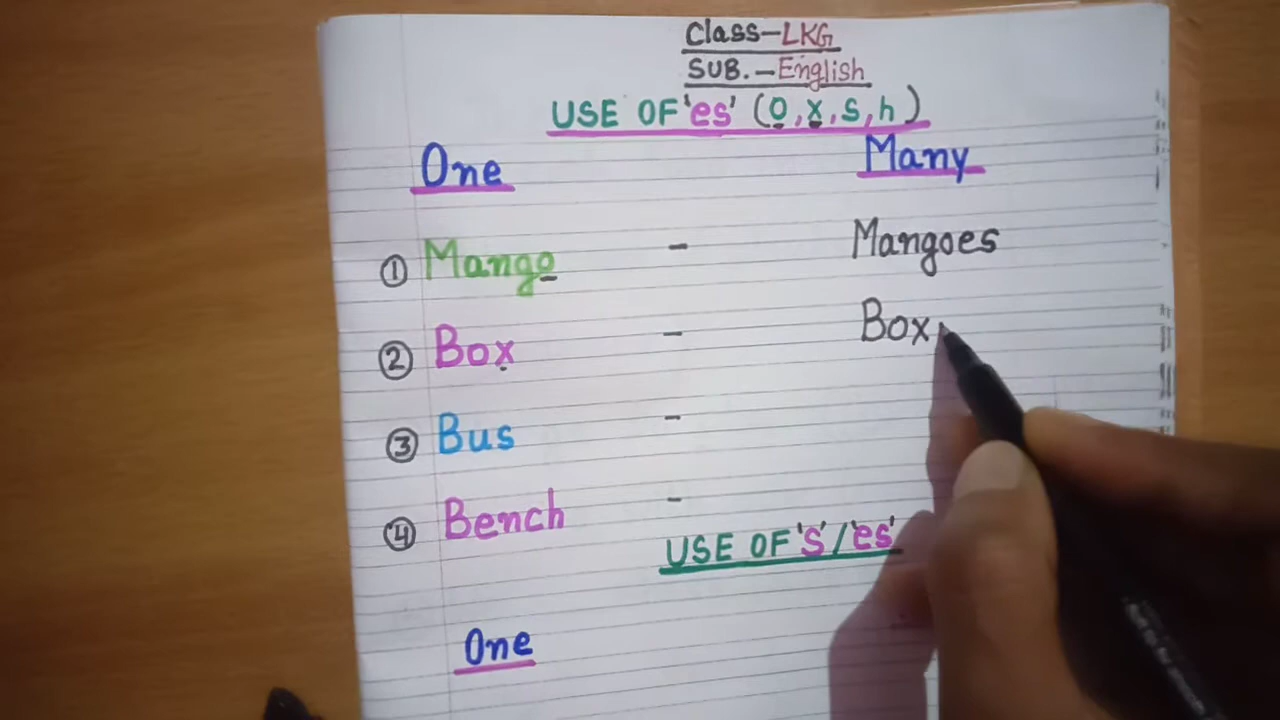 Class-LKG
SUB.-English
USE OF 'es' (o,x,s,h)
One Many
① Mango - Mangoes
② Box - Box
③ Bus -
④ Bench -
USE OF 's'/'es'
One